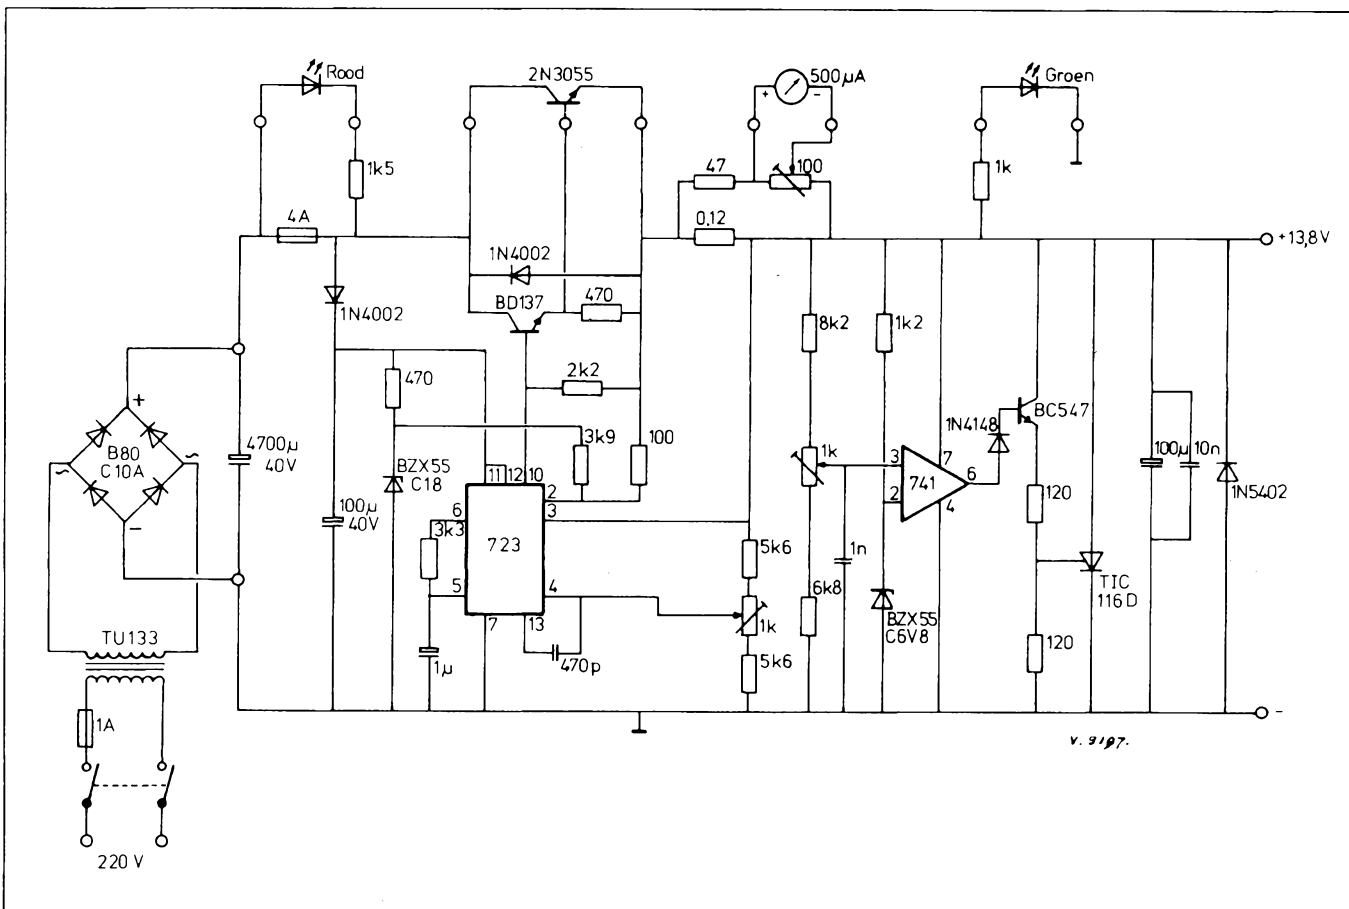 Rood
2N3055
500µA
+
-
Groen
1k5
47
100
1k
4A
0,12
+13,8V
1N4002
1N4002
BD137
470
8k2
1k2
470
2k2
+
B80
C10A
~
~
-
4700µ
40V
3k9
100
1N4148
BC547
100µ
10n
BZX55
C18
11
12
10
1k
3
7
741
6
2
4
1N5402
100µ
40V
6
2
3
3k3
723
120
5k6
1n
5
4
TIC
116D
1k
6k8
BZX55
C6V8
7
13
TU133
1µ
470p
5k6
120
1A
-
V. 9197.
220 V